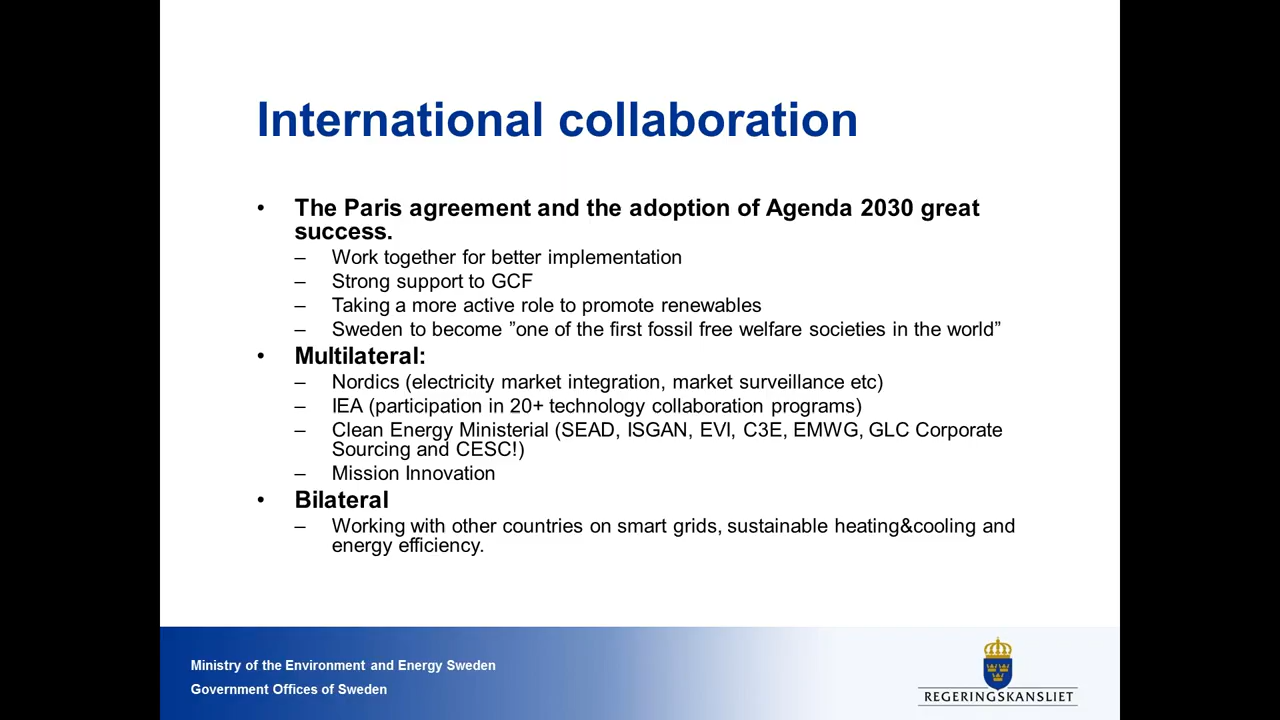 International collaboration
• The Paris agreement and the adoption of Agenda 2030 great
success.
– Work together for better implementation
– Strong support to GCF
– Taking a more active role to promote renewables
– Sweden to become ”one of the first fossil free welfare societies in the world”
• Multilateral:
– Nordics (electricity market integration, market surveillance etc)
– IEA (participation in 20+ technology collaboration programs)
– Clean Energy Ministerial (SEAD, ISGAN, EVI, C3E, EMWG, GLC Corporate
Sourcing and CESC!)
– Mission Innovation
• Bilateral
– Working with other countries on smart grids, sustainable heating&cooling and
energy efficiency.
Ministry of the Environment and Energy Sweden
Government Offices of Sweden
REGERINGSKANSLIET